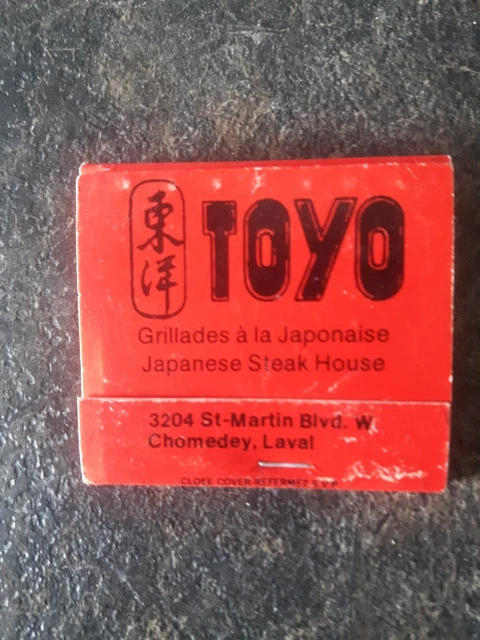 東洋
TOYO
Grillades à la Japonaise
Japanese Steak House
3204 St-Martin Blvd. W.
Chomedey, Laval
CLOSE COVER REFERMEZ S.V.P.